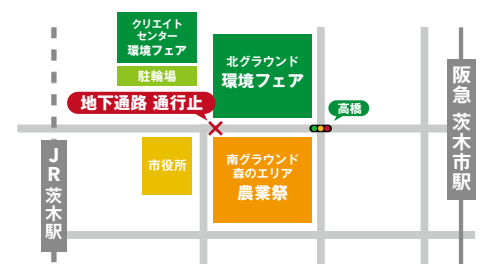 クリエイト
センター
環境フェア
駐輪場
北グラウンド
環境フェア
地下通路 通行止
高橋
阪急 茨木市駅
JR茨木駅
市役所
南グラウンド
森のエリア
農業祭